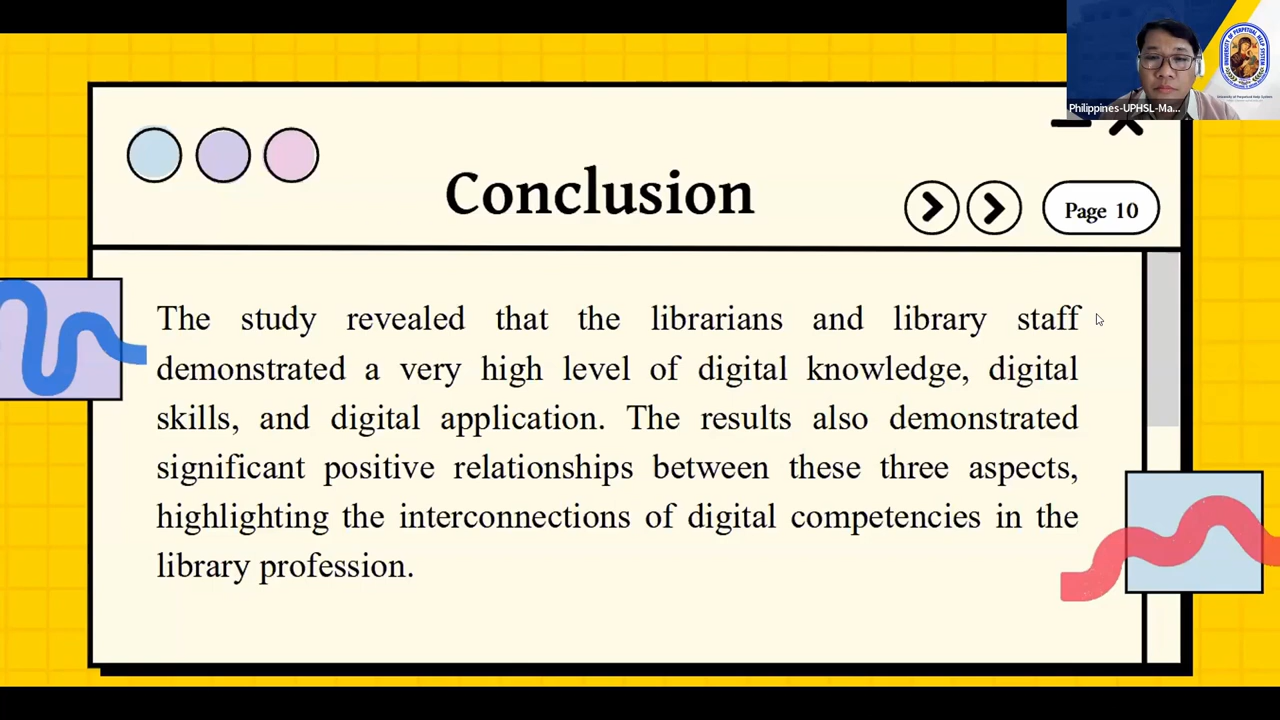 Philippines-UPHSL-Ma...
Conclusion
Page 10
The study revealed that the librarians and library staff
demonstrated a very high level of digital knowledge, digital
skills, and digital application. The results also demonstrated
significant positive relationships between these three aspects,
highlighting the interconnections of digital competencies in the
library profession.